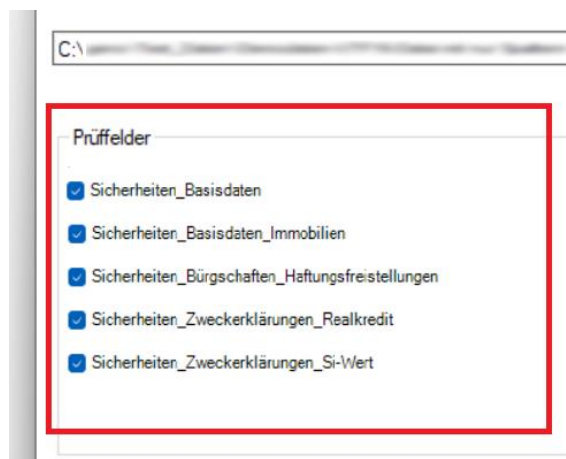 C:\
Prüffelder
Sicherheiten_Basisdaten
Sicherheiten_Basisdaten_Immobilien
Sicherheiten_Bürgschaften_Haftungsfreistellungen
Sicherheiten_Zweckerklärungen_Realkredit
Sicherheiten_Zweckerklärungen_Si-Wert